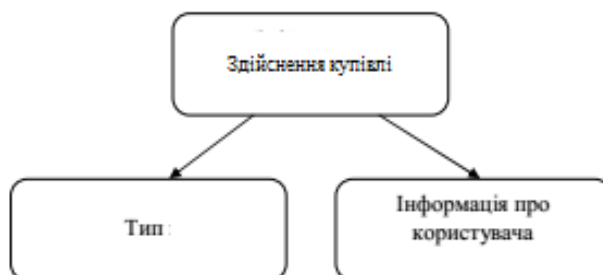 Здійснення купівлі
Тип :
Інформація про
користувача